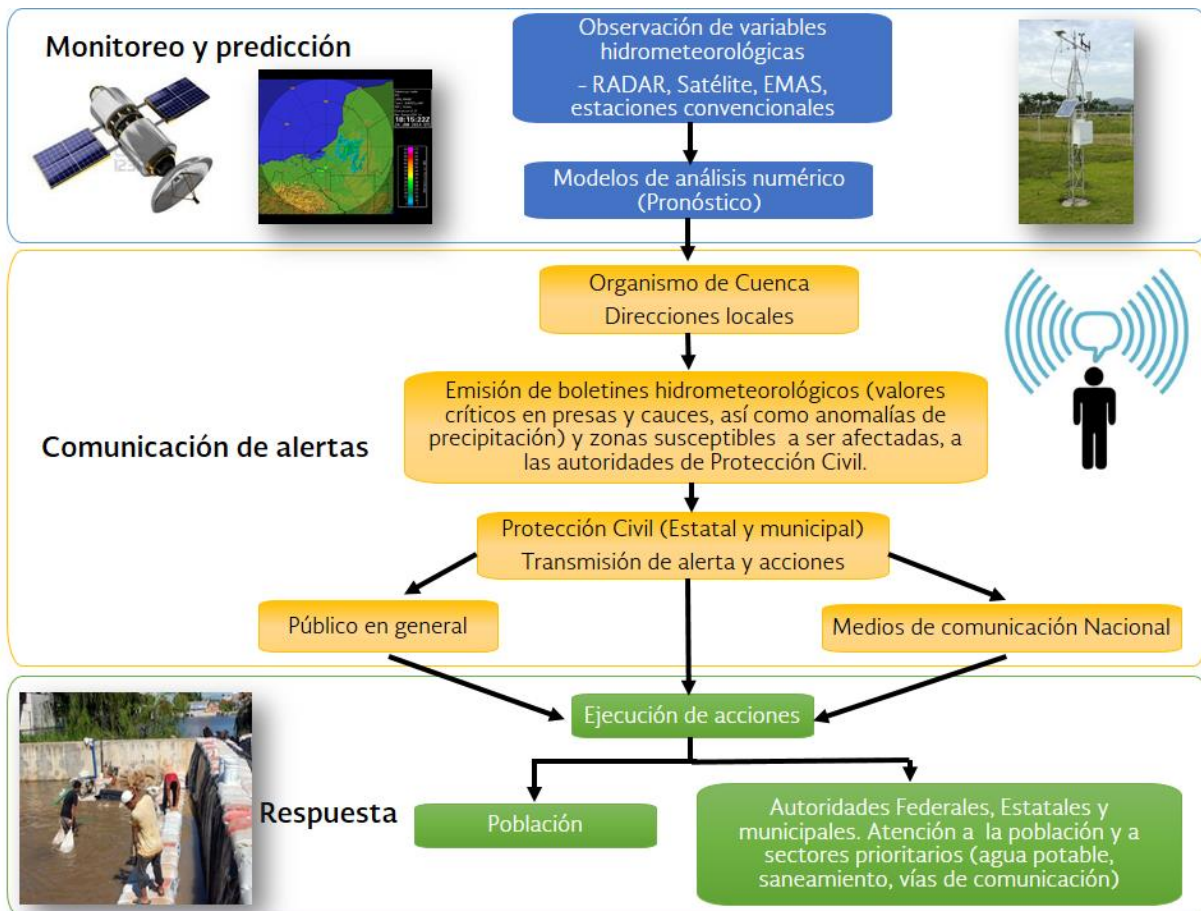 Monitoreo y predicción
Observación de variables
hidrometeorológicas
– RADAR, Satélite, EMAS,
estaciones convencionales
18:15:22Z
Modelos de análisis numérico
(Pronóstico)
Organismo de Cuenca
Direcciones locales
Comunicación de alertas
Emisión de boletines hidrometeorológicos (valores
críticos en presas y cauces, así como anomalías de
precipitación) y zonas susceptibles a ser afectadas, a
las autoridades de Protección Civil.
Protección Civil (Estatal y municipal)
Transmisión de alerta y acciones
Público en general
Medios de comunicación Nacional
Ejecución de acciones
Respuesta
Población
Autoridades Federales, Estatales y
municipales. Atención a la población y a
sectores prioritarios (agua potable,
saneamiento, vías de comunicación)